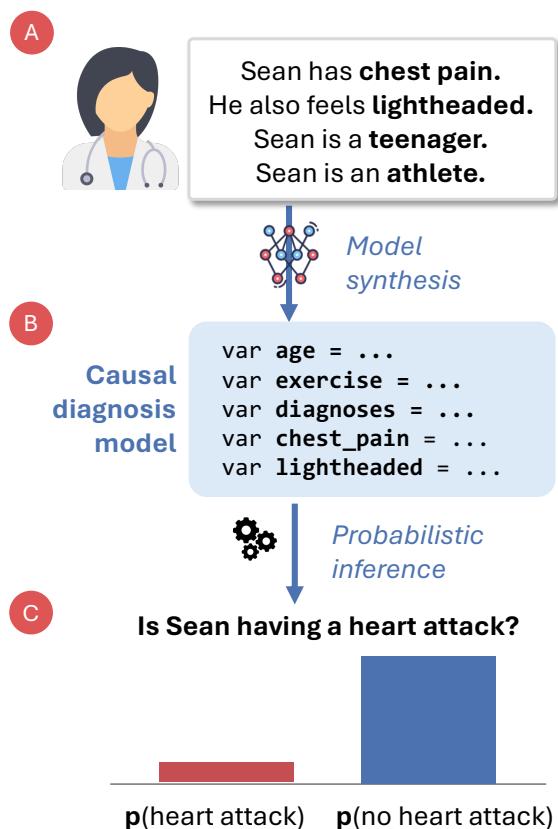 A
Sean has chest pain.
He also feels lightheaded.
Sean is a teenager.
Sean is an athlete.
Model
synthesis
B
Causal
diagnosis
model
var age = ...
var exercise = ...
var diagnoses = ...
var chest_pain = ...
var lightheaded = ...
Probabilistic
inference
C
Is Sean having a heart attack?
p(heart attack)
p(no heart attack)